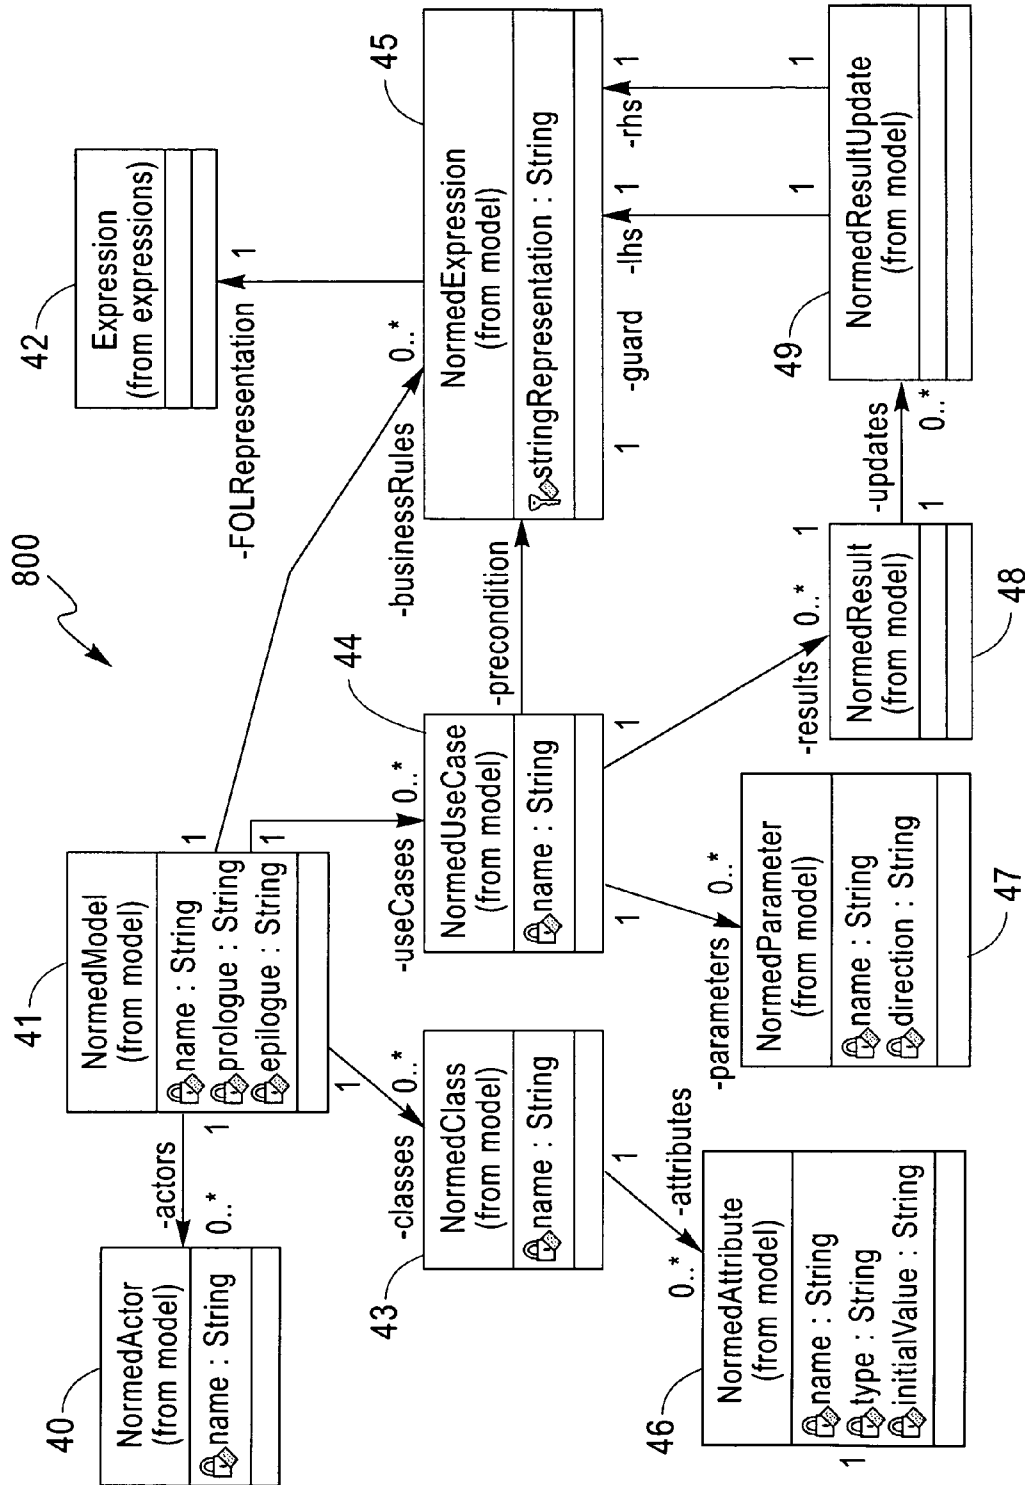 800
40
NormedActor
(from model)
name : String
-actors
0..*
1
41
NormedModel
(from model)
name : String
prologue : String
epilogue : String
1
1
1
42
Expression
(from expressions)
-FOLRepresentation
1
-businessRules
0..*
-classes
0..*
43
NormedClass
(from model)
name : String
1
-useCases
0..*
44
NormedUseCase
(from model)
name : String
1
1
-precondition
45
NormedExpression
(from model)
stringRepresentation : String
1
-guard
-lhs
1
-rhs
1
-attributes
0..*
46
NormedAttribute
(from model)
name : String
type : String
initialValue : String
1
-parameters
0..*
NormedParameter
(from model)
name : String
direction : String
47
-results
0..*
1
NormedResult
(from model)
48
-updates
1
0..*
1
1
49
NormedResultUpdate
(from model)